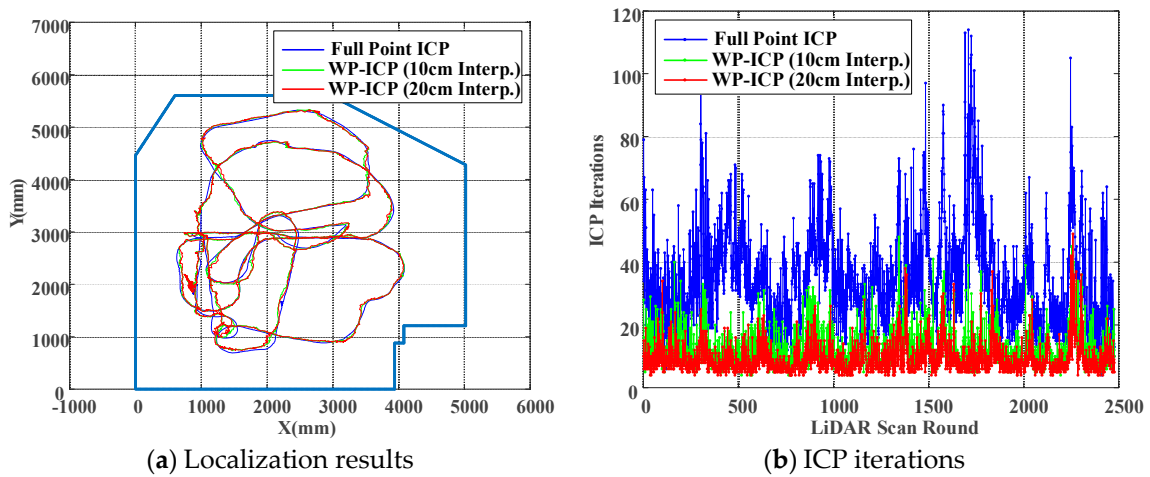 7000
6000
5000
4000
3000
2000
1000
0
Y(mm)
-1000 0 1000 2000 3000 4000 5000 6000
X(mm)
Full Point ICP
WP-ICP (10cm Interp.)
WP-ICP (20cm Interp.)
(a) Localization results
120
100
80
60
40
20
0
ICP Iterations
0 500 1000 1500 2000 2500
LiDAR Scan Round
Full Point ICP
WP-ICP (10cm Interp.)
WP-ICP (20cm Interp.)
(b) ICP iterations